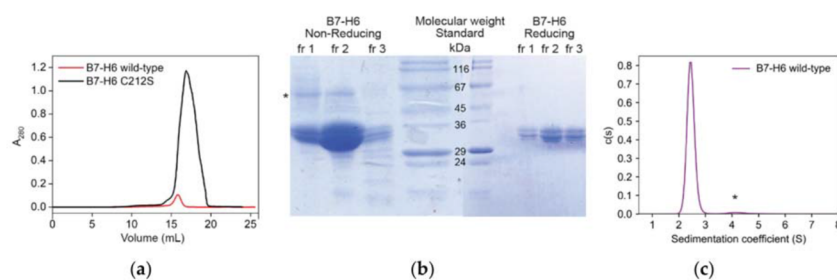 B7-H6 wild-type
B7-H6 C212S
1.2
1.0
0.8
0.6
0.4
0.2
0.0
A280
0 5 10 15 20 25
Volume (mL)
(a)
B7-H6 Molecular weight B7-H6
Non-Reducing Standard Reducing
fr 1 fr 2 fr 3 kDa fr 1 fr 2 fr 3
116
67
*
45
36
29
24
(b)
B7-H6 wild-type
0.8
0.7
0.6
0.5
0.4
0.3
0.2
0.1
0.0
c(s)
*
1 2 3 4 5 6 7 8
Sedimentation coefficient (S)
(c)